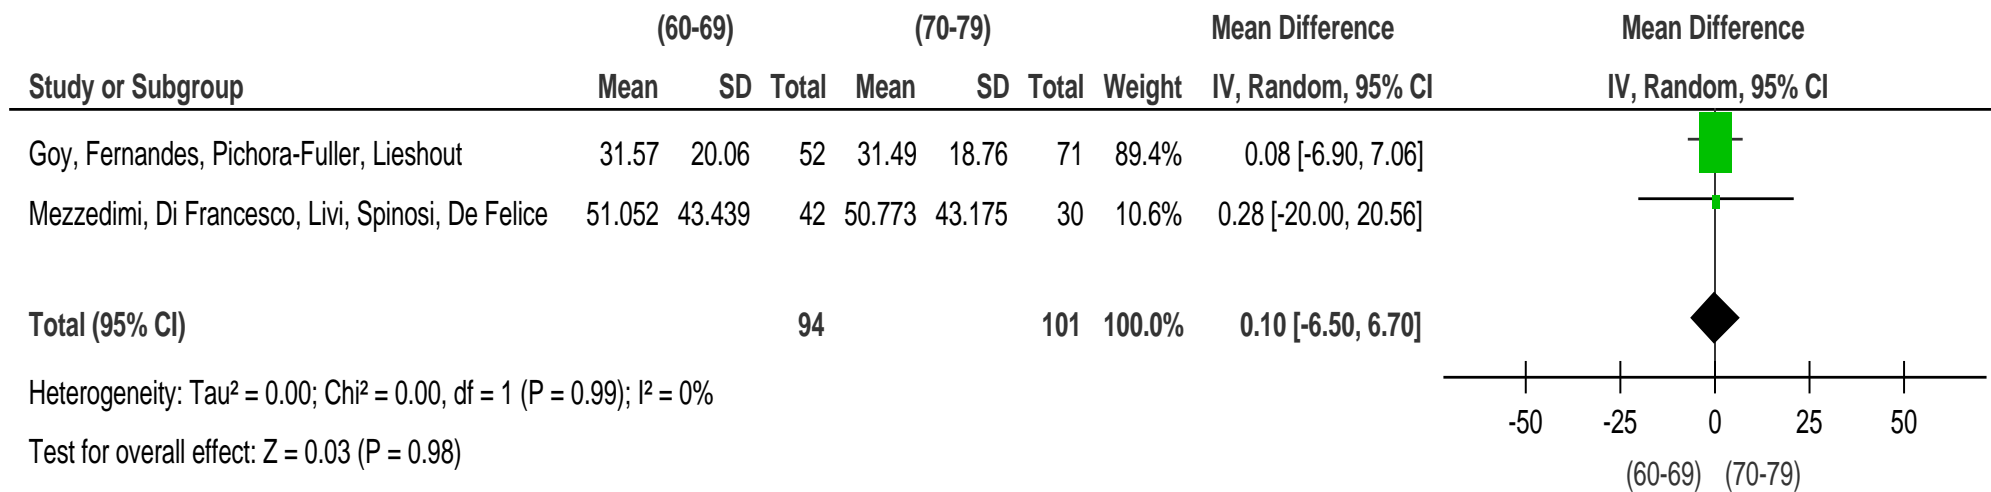 (60-69) (70-79) Mean Difference Mean Difference
Study or Subgroup Mean SD Total Mean SD Total Weight IV, Random, 95% CI IV, Random, 95% CI
Goy, Fernandes, Pichora-Fuller, Lieshout 31.57 20.06 52 31.49 18.76 71 89.4% 0.08 [-6.90, 7.06]
Mezzedimi, Di Francesco, Livi, Spinosi, De Felice 51.052 43.439 42 50.773 43.175 30 10.6% 0.28 [-20.00, 20.56]
Total (95% CI) 94 101 100.0% 0.10 [-6.50, 6.70]
Heterogeneity: Tau² = 0.00; Chi² = 0.00, df = 1 (P = 0.99); I² = 0%
Test for overall effect: Z = 0.03 (P = 0.98)
-50 -25 0 25 50
(60-69) (70-79)